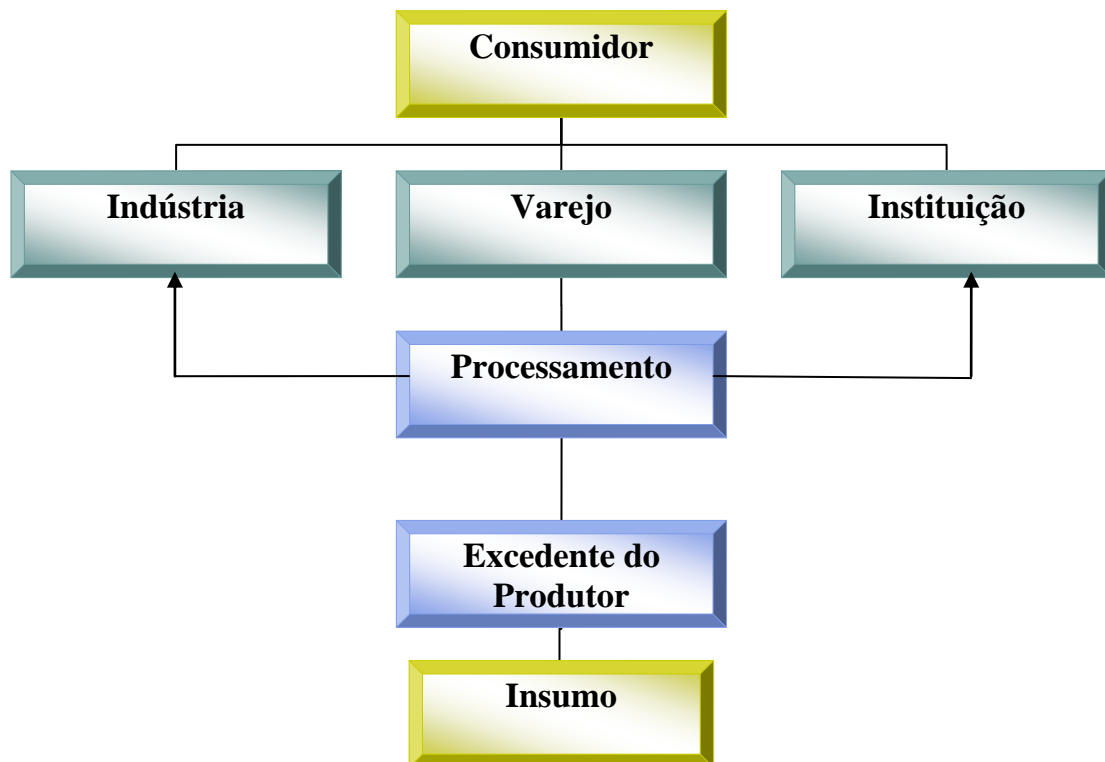 Consumidor
Indústria
Varejo
Instituição
Processamento
Excedente do
Produtor
Insumo